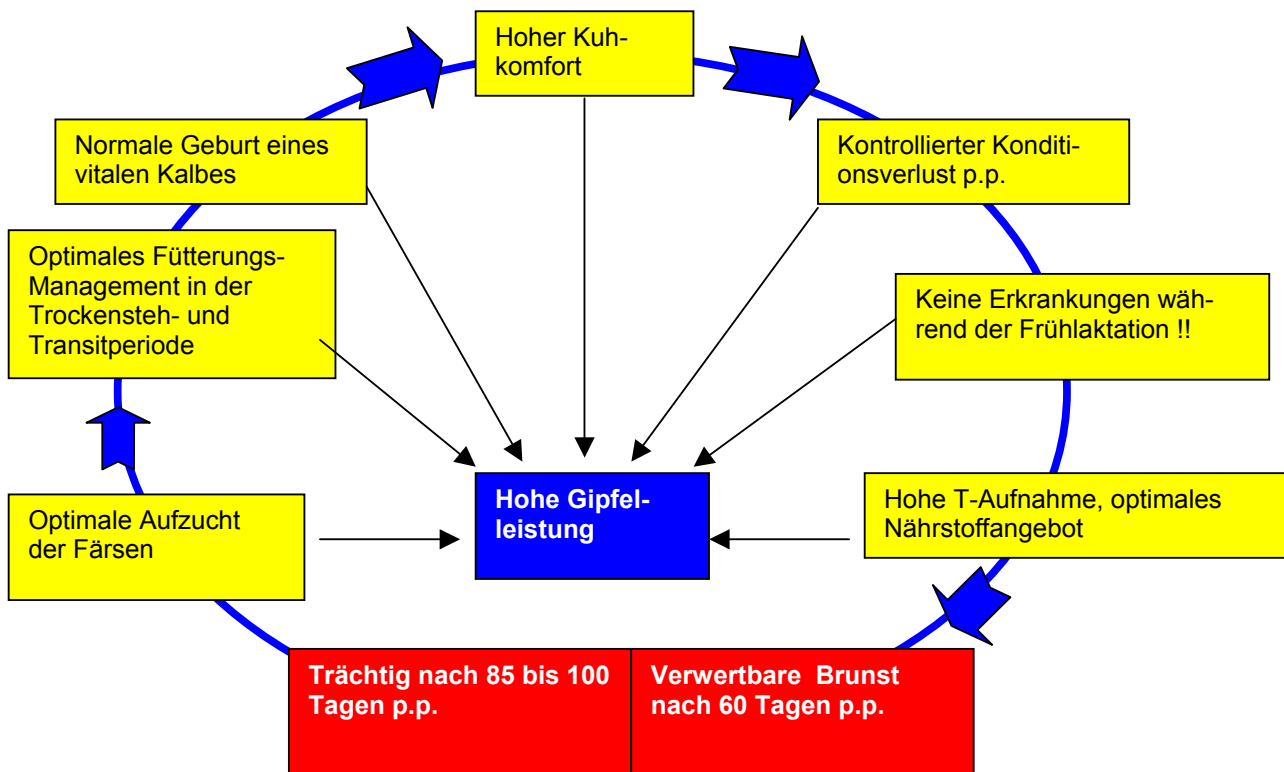 Hoher Kuh-
komfort
Normale Geburt eines
vitalen Kalbes
Kontrollierter Konditi-
onsverlust p.p.
Optimales Fütterungs-
Management in der
Trockensteh- und
Transitperiode
Keine Erkrankungen wäh-
rend der Frühlaktation !!
Optimale Aufzucht
der Färsen
Hohe Gipfel-
leistung
Hohe T-Aufnahme, optimales
Nährstoffangebot
Trächtig nach 85 bis 100
Tagen p.p.
Verwertbare Brunst
nach 60 Tagen p.p.